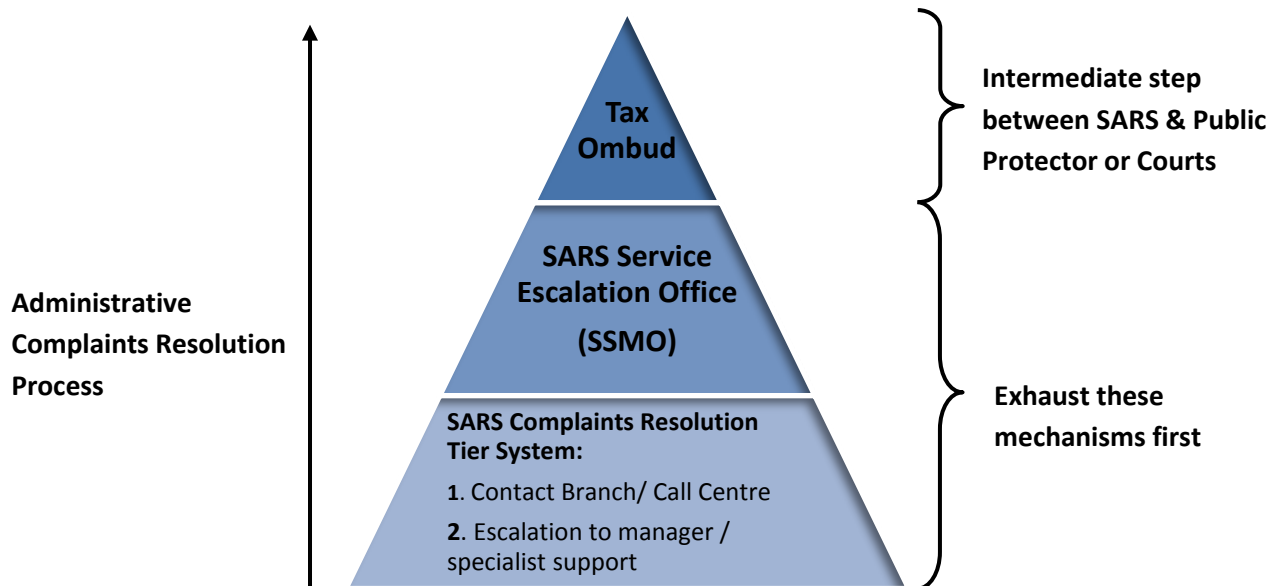 Administrative
Complaints Resolution
Process
Tax
Ombud
SARS Service
Escalation Office
(SSMO)
SARS Complaints Resolution
Tier System:
1. Contact Branch/ Call Centre
2. Escalation to manager /
specialist support
Intermediate step
between SARS & Public
Protector or Courts
Exhaust these
mechanisms first